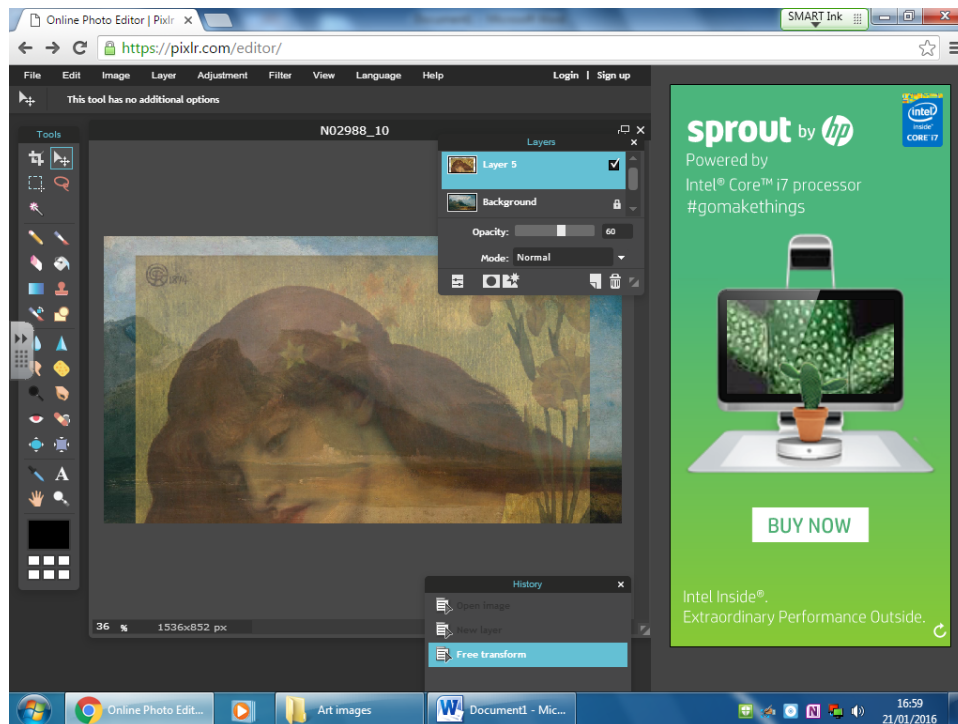 Online Photo Editor | Pixlr
SMART Ink
https://pixlr.com/editor/
File Edit Image Layer Adjustment Filter View Language Help Login | Sign up
This tool has no additional options
Tools
N02988_10
Layers
Layer 5
Background
Opacity: 60
Mode: Normal
A
36 % 1536x852 px
History
Open image
New layer
Free transform
sprout by hp
intel
inside
CORE i7
Powered by
Intel® Core™ i7 processor
#gomakethings
BUY NOW
Intel Inside®.
Extraordinary Performance Outside.
Online Photo Edit...
Art images
Document1 - Mic...
16:59
21/01/2016